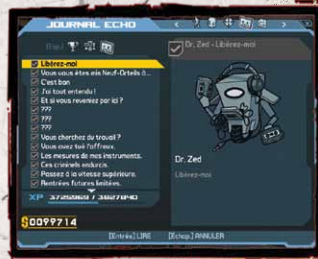 JOURNAL ECHO
Dr. Zed - Libérez-moi
Libérez-moi
Vous vous êtes mis Neuf-Orteils à...
C'est bon
J'ai tout entendu !
Et si vous reveniez par ici ?
???
???
???
Vous cherchez du travail ?
Vous avez tué l'affreux.
Les mesures de mes instruments.
Ces criminels endurcis.
Passez à la vitesse supérieure.
Rentrées futures limitées.
Dr. Zed
Libérez-moi
XP
$0099714
[Entrée] LIRE [Échap.] ANNULER